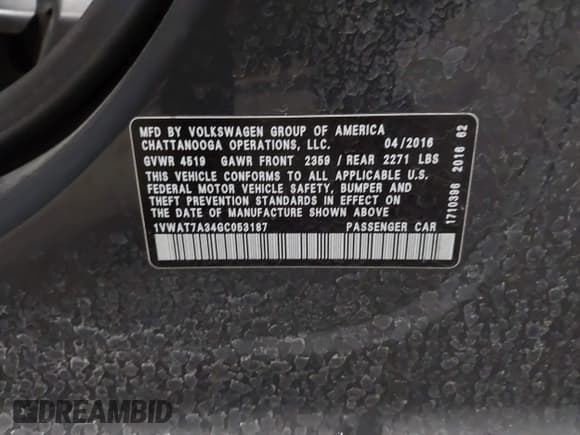 MFD BY VOLKSWAGEN GROUP OF AMERICA
CHATTANOOGA OPERATIONS, LLC. 04/2016
GVWR 4519 GAWR FRONT 2359 / REAR 2271 LBS
THIS VEHICLE CONFORMS TO ALL APPLICABLE U.S.
FEDERAL MOTOR VEHICLE SAFETY, BUMPER AND
THEFT PREVENTION STANDARDS IN EFFECT ON
THE DATE OF MANUFACTURE SHOWN ABOVE
1VWAT7A34GC053187 PASSENGER CAR
1710396 2016 62
DREAMBID